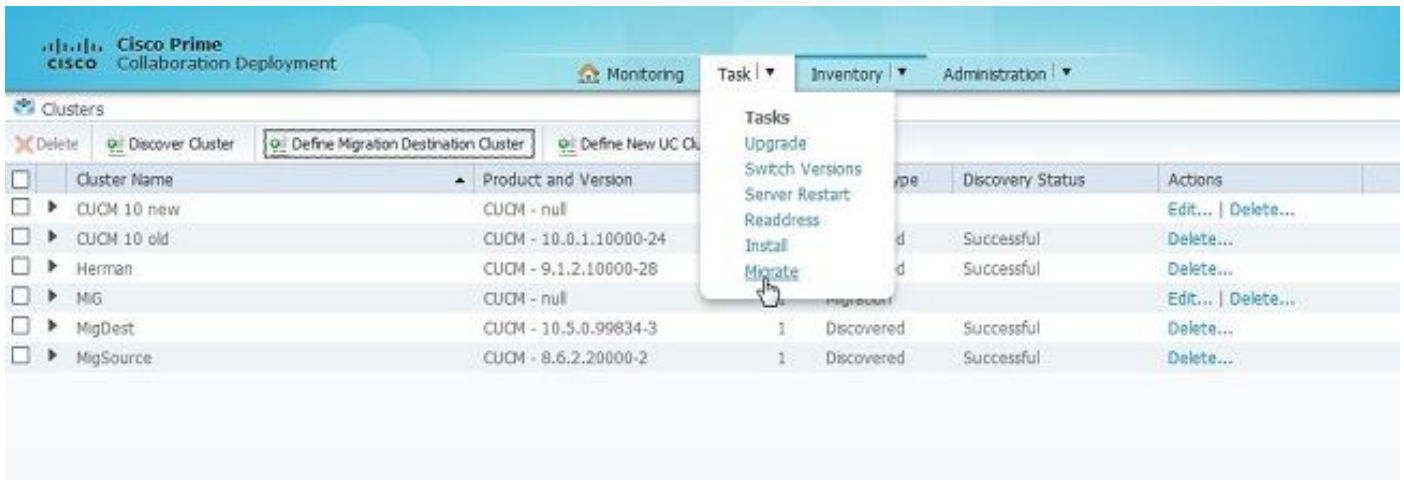 Cisco Prime
CISCO Collaboration Deployment
Monitoring Task Inventory Administration
Clusters
Delete Discover Cluster Define Migration Destination Cluster Define New UC Clu
Tasks
Upgrade
Switch Versions
Server Restart
Readdress
Install
Migrate
Cluster Name Product and Version ype Discovery Status Actions
CUCM 10 new CUCM - null Edit... | Delete...
CUCM 10 old CUCM - 10.0.1.10000-24 d Successful Delete...
Herman CUCM - 9.1.2.10000-28 d Successful Delete...
MiG CUCM - null 1 Migration Edit... | Delete...
MigDest CUCM - 10.5.0.99834-3 1 Discovered Successful Delete...
MigSource CUCM - 8.6.2.20000-2 1 Discovered Successful Delete...